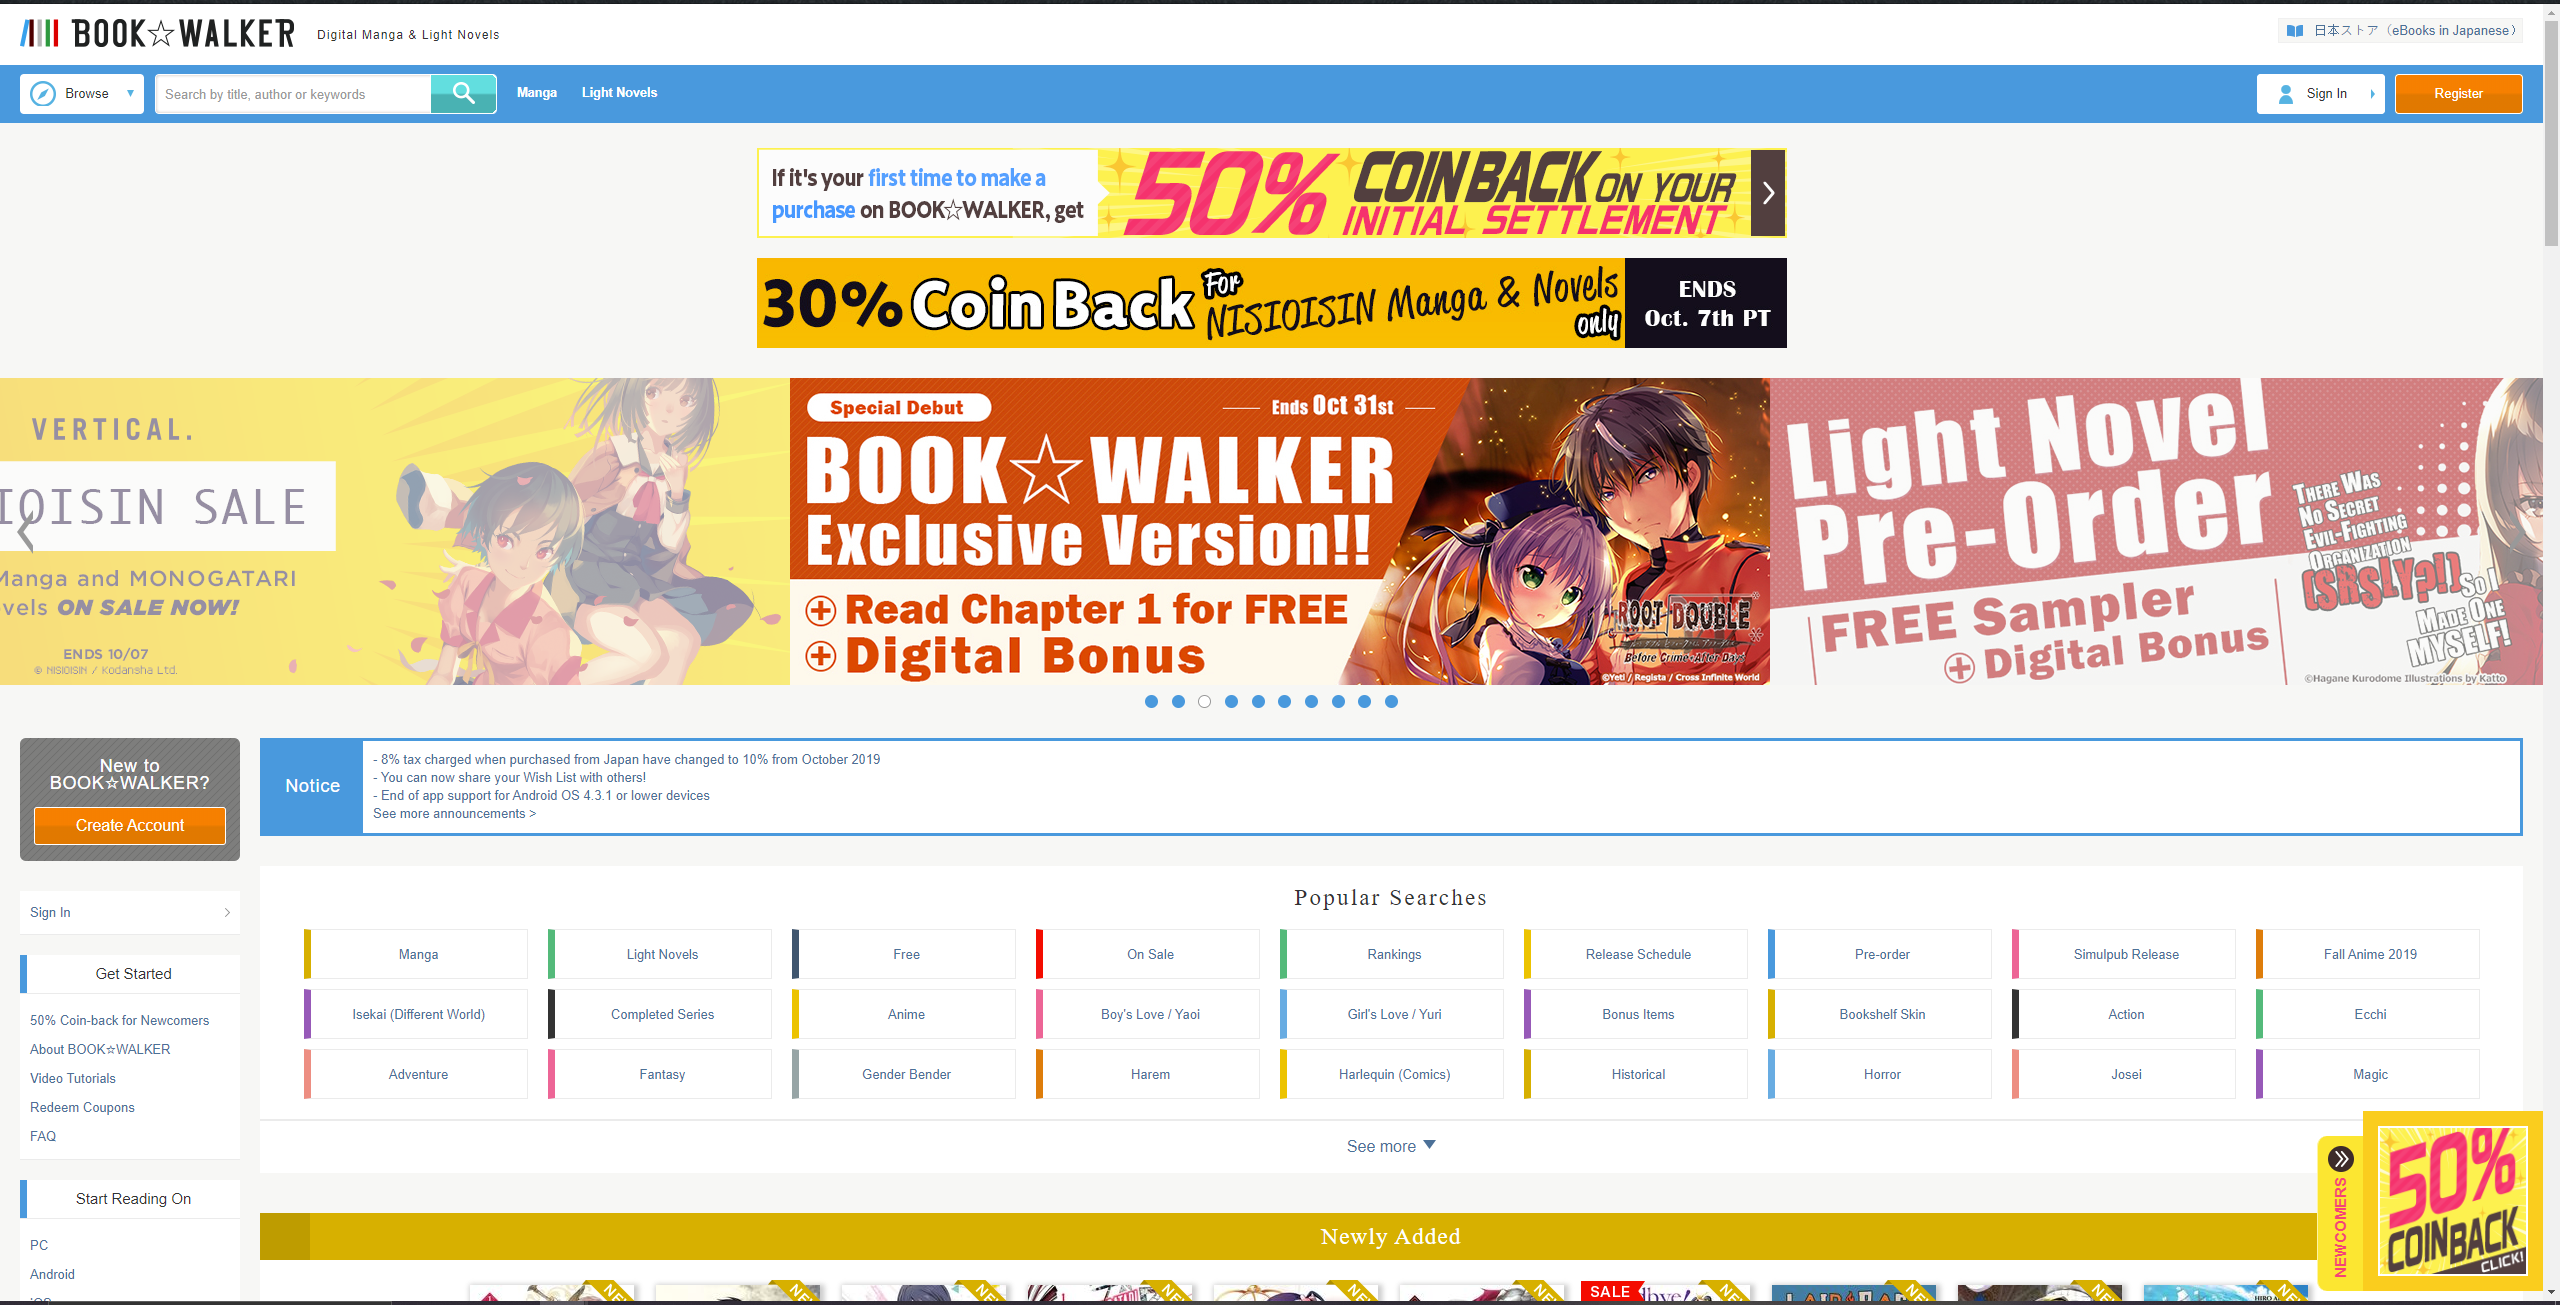 BOOK☆WALKER
Digital Manga & Light Novels
日本ストア（eBooks in Japanese）
Browse
Search by title, author or keywords
Manga
Light Novels
Sign In
Register
If it's your first time to make a
purchase on BOOK☆WALKER, get
50% COIN BACK ON YOUR
INITIAL SETTLEMENT
30% Coin Back For NISIOISIN Manga & Novels only
ENDS
Oct. 7th PT
VERTICAL.
IOISIN SALE
Manga and MONOGATARI
vels ON SALE NOW!
ENDS 10/07
© NISIOISIN / Kodansha Ltd.
Special Debut
Ends Oct 31st
BOOK☆WALKER
Exclusive Version!!
Read Chapter 1 for FREE
Digital Bonus
ROOT DOUBLE
Before Crime * After Days
©Yeti / Regista / Cross Infinite World
Light Novel
Pre-Order
FREE Sampler
Digital Bonus
THERE WAS
NO SECRET
EVIL-FIGHTING
ORGANIZATION
(SRSLY?!)
SO I
MADE ONE
MYSELF!
©Hagane Kurodome Illustrations by Katto
New to
BOOK☆WALKER?
Create Account
Notice
- 8% tax charged when purchased from Japan have changed to 10% from October 2019
- You can now share your Wish List with others!
- End of app support for Android OS 4.3.1 or lower devices
See more announcements >
Sign In
Get Started
50% Coin-back for Newcomers
About BOOK☆WALKER
Video Tutorials
Redeem Coupons
FAQ
Start Reading On
PC
Android
iOS
Popular Searches
Manga
Light Novels
Free
On Sale
Rankings
Release Schedule
Pre-order
Simulpub Release
Fall Anime 2019
Isekai (Different World)
Completed Series
Anime
Boy's Love / Yaoi
Girl's Love / Yuri
Bonus Items
Bookshelf Skin
Action
Ecchi
Adventure
Fantasy
Gender Bender
Harem
Harlequin (Comics)
Historical
Horror
Josei
Magic
See more
NEWCOMERS
50%
COIN BACK
CLICK!
Newly Added
SALE